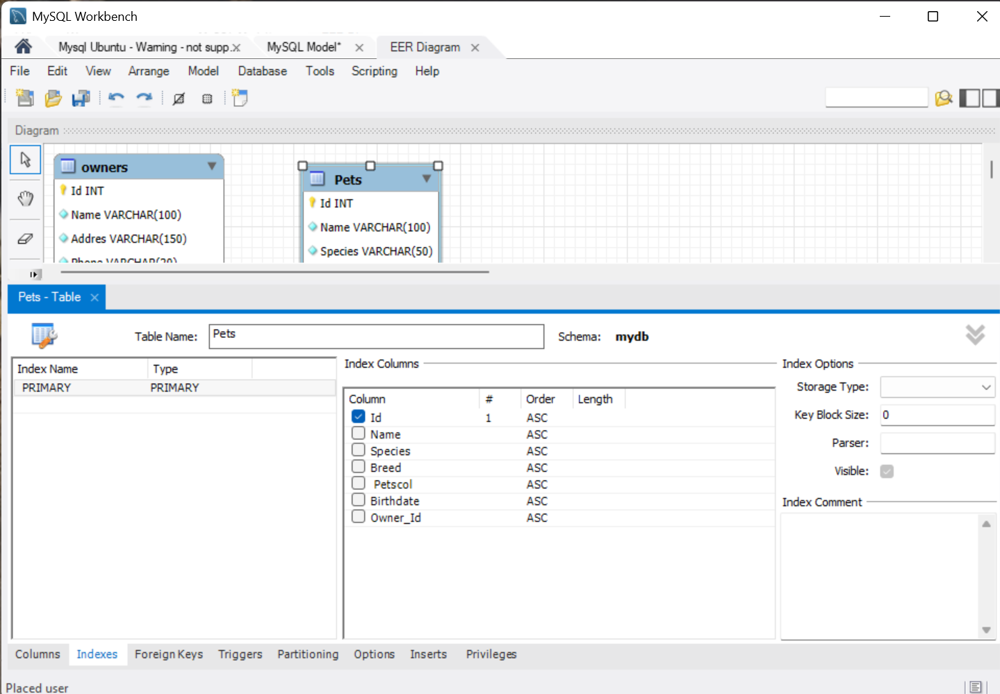 MySQL Workbench
Mysql Ubuntu - Warning - not supp.
MySQL Model*
EER Diagram
File Edit View Arrange Model Database Tools Scripting Help
Diagram
owners
Id INT
Name VARCHAR(100)
Addres VARCHAR(150)
Phone VARCHAR(20)
Pets
Id INT
Name VARCHAR(100)
Species VARCHAR(50)
Pets - Table
Table Name: Pets Schema: mydb
Index Name Type
PRIMARY PRIMARY
Index Columns
Column # Order Length
Id 1 ASC
Name ASC
Species ASC
Breed ASC
Petscol ASC
Birthdate ASC
Owner_Id ASC
Index Options
Storage Type:
Key Block Size: 0
Parser:
Visible:
Index Comment
Columns Indexes Foreign Keys Triggers Partitioning Options Inserts Privileges
Placed user